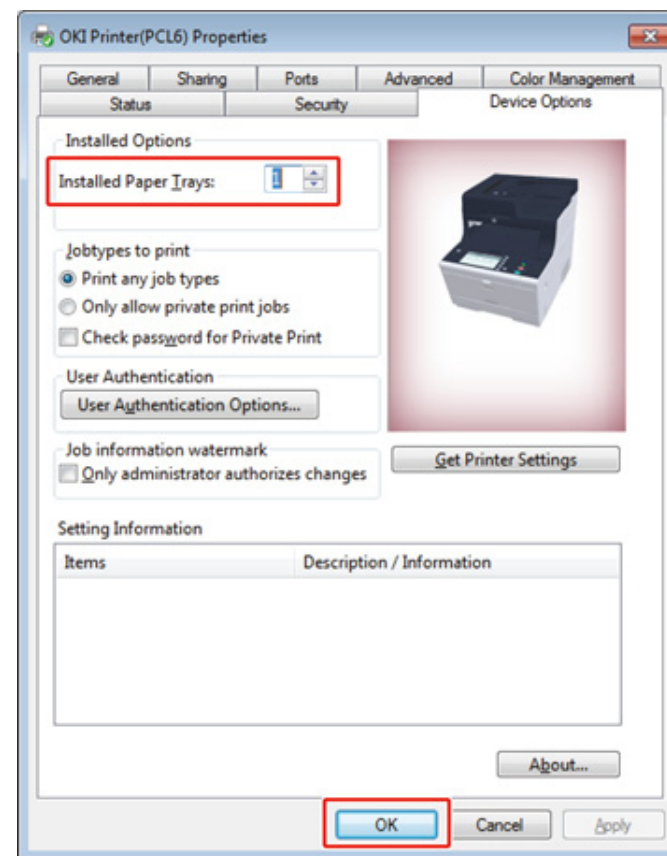 OKI Printer(PCL6) Properties
General Sharing Ports Advanced Color Management
Status Security Device Options
Installed Options
Installed Paper Trays: 1
Jobtypes to print
Print any job types
Only allow private print jobs
Check password for Private Print
User Authentication
User Authentication Options...
Job information watermark
Only administrator authorizes changes
Get Printer Settings
Setting Information
Items Description / Information
About...
OK Cancel Apply